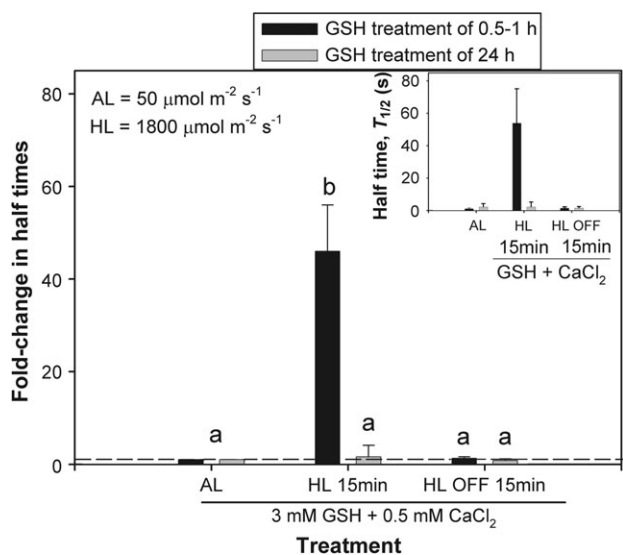 GSH treatment of 0.5-1 h
GSH treatment of 24 h
AL = 50 μmol m⁻² s⁻¹
HL = 1800 μmol m⁻² s⁻¹
Fold-change in half times
80
60
40
20
0
a
b
a
a
a
AL
HL 15min
HL OFF 15min
3 mM GSH + 0.5 mM CaCl₂
Treatment
Half time, T₁/₂ (s)
80
60
40
20
0
AL
HL
HL OFF
15min
15min
GSH + CaCl₂